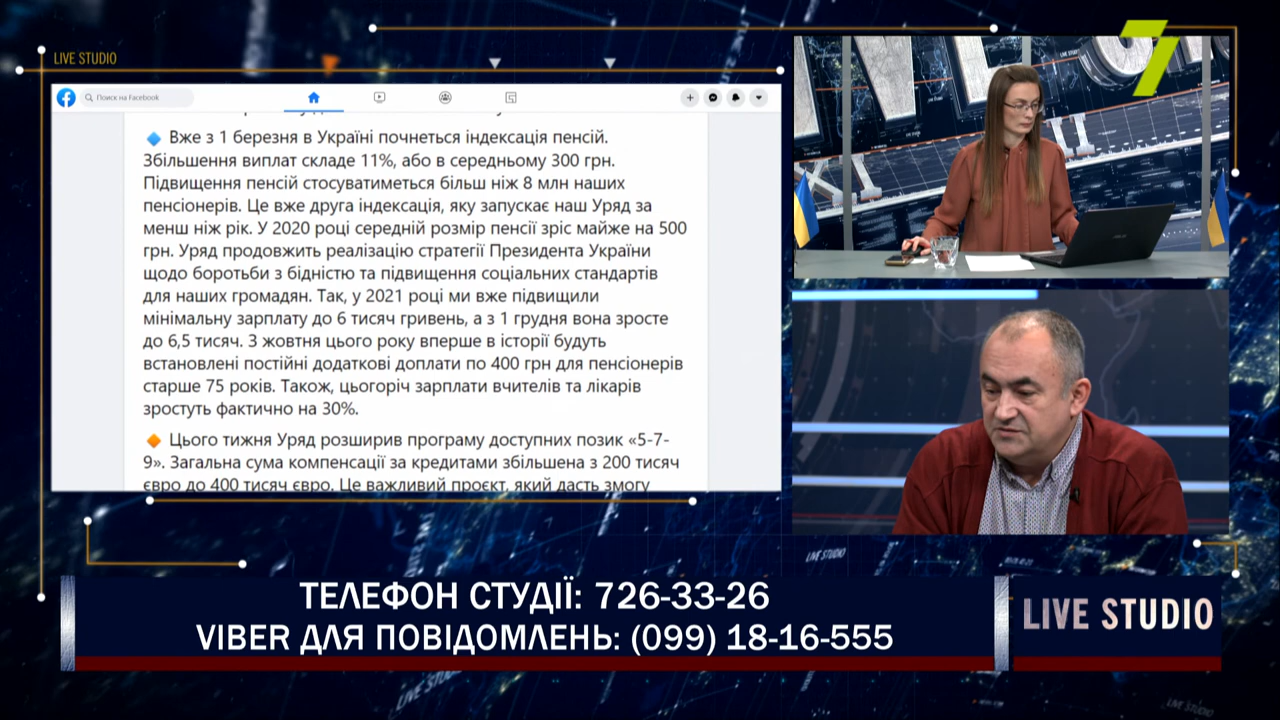 LIVE STUDIO
Поиск на Facebook
Вже з 1 березня в Україні почнеться індексація пенсій.
Збільшення виплат складе 11%, або в середньому 300 грн.
Підвищення пенсій стосуватиметься більш ніж 8 млн наших
пенсіонерів. Це вже друга індексація, яку запускає наш Уряд за
менш ніж рік. У 2020 році середній розмір пенсії зріс майже на 500
грн. Уряд продовжить реалізацію стратегії Президента України
щодо боротьби з бідністю та підвищення соціальних стандартів
для наших громадян. Так, у 2021 році ми вже підвищили
мінімальну зарплату до 6 тисяч гривень, а з 1 грудня вона зросте
до 6,5 тисяч. З жовтня цього року вперше в історії будуть
встановлені постійні додаткові доплати по 400 грн для пенсіонерів
старше 75 років. Також, цьогоріч зарплати вчителів та лікарів
зростуть фактично на 30%.
Цього тижня Уряд розширив програму доступних позик «5-7-
9». Загальна сума компенсації за кредитами збільшена з 200 тисяч
євро до 400 тисяч євро. Це важливий проєкт, який дасть змогу
7
LIVE STUDIO
ТЕЛЕФОН СТУДІЇ: 726-33-26
VIBER ДЛЯ ПОВІДОМЛЕНЬ: (099) 18-16-555
LIVE STUDIO